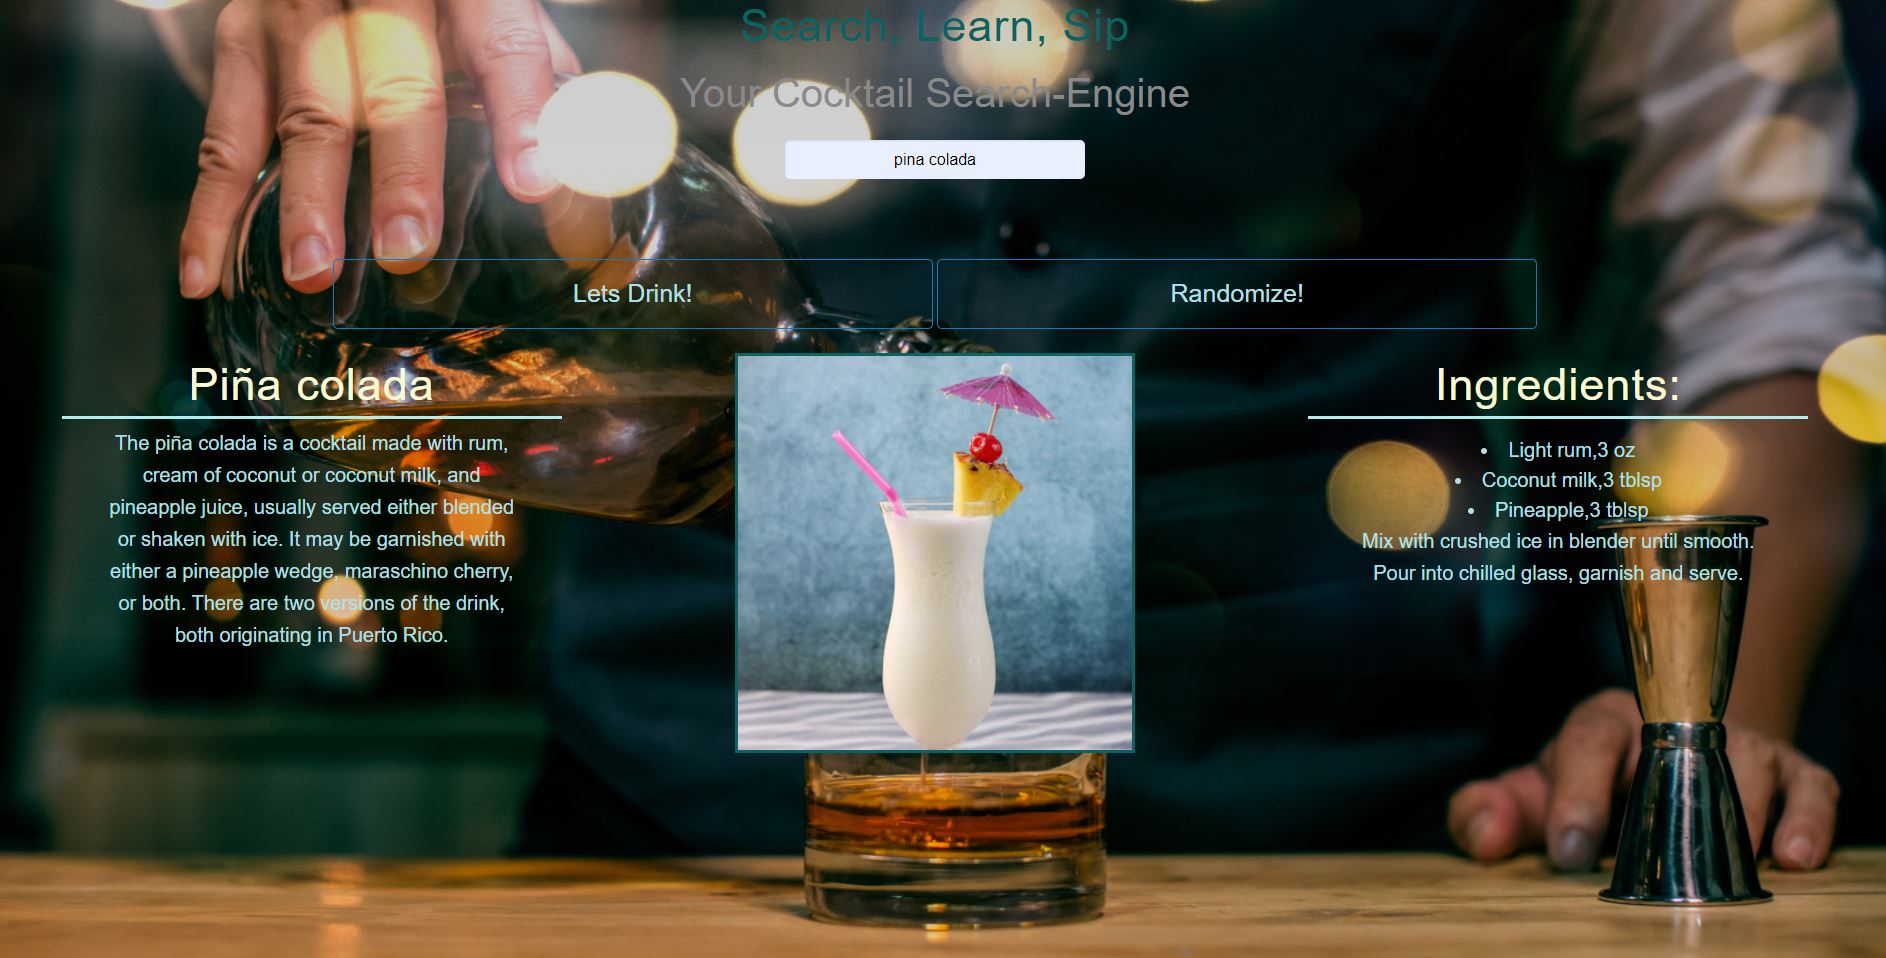 Search, Learn, Sip
Your Cocktail Search-Engine
pina colada
Lets Drink!
Randomize!
Piña colada
The piña colada is a cocktail made with rum,
cream of coconut or coconut milk, and
pineapple juice, usually served either blended
or shaken with ice. It may be garnished with
either a pineapple wedge, maraschino cherry,
or both. There are two versions of the drink,
both originating in Puerto Rico.
Ingredients:
• Light rum,3 oz
• Coconut milk,3 tblsp
• Pineapple,3 tblsp
Mix with crushed ice in blender until smooth.
Pour into chilled glass, garnish and serve.